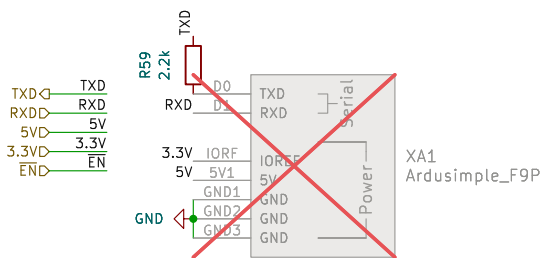 TXD
R59
2.2k
TXD TXD
RXD RXD
5V 5V
3.3V 3.3V
EN EN
D0 TXD
RXD D1 RXD
Serial
3.3V IORF IOREF
5V 5V1 5V
GND1 GND
GND GND2 GND
GND3 GND
Power
XA1
Ardusimple_F9P